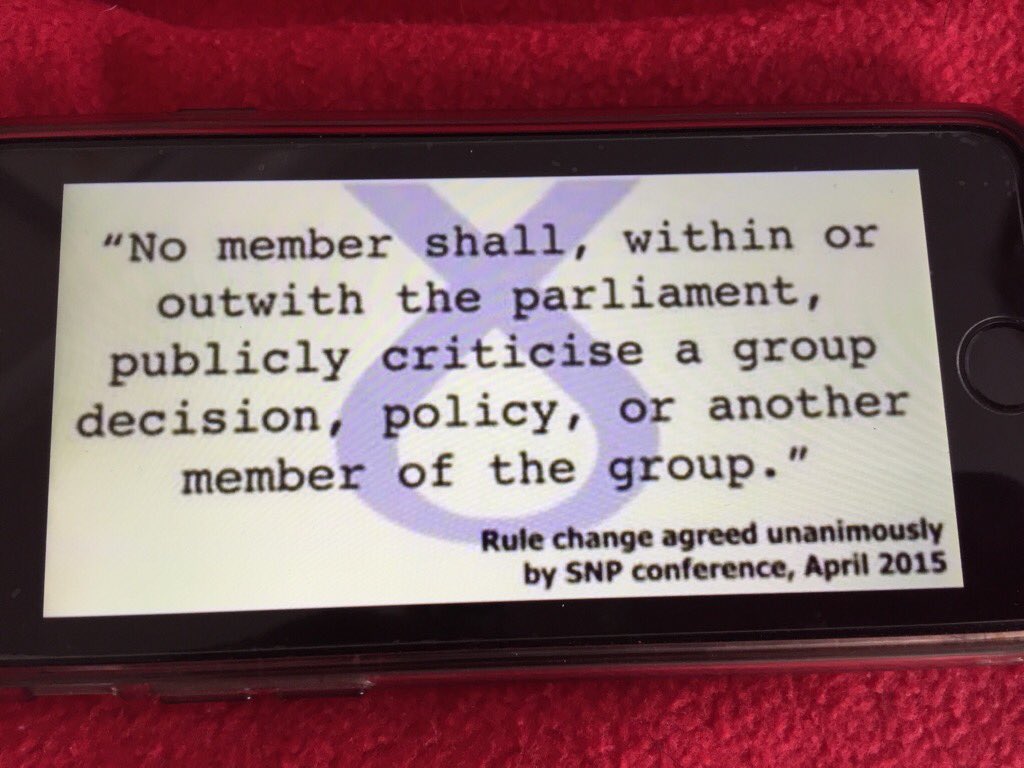 “No member shall, within or
outwith the parliament,
publicly criticise a group
decision, policy, or another
member of the group.”
Rule change agreed unanimously
by SNP conference, April 2015